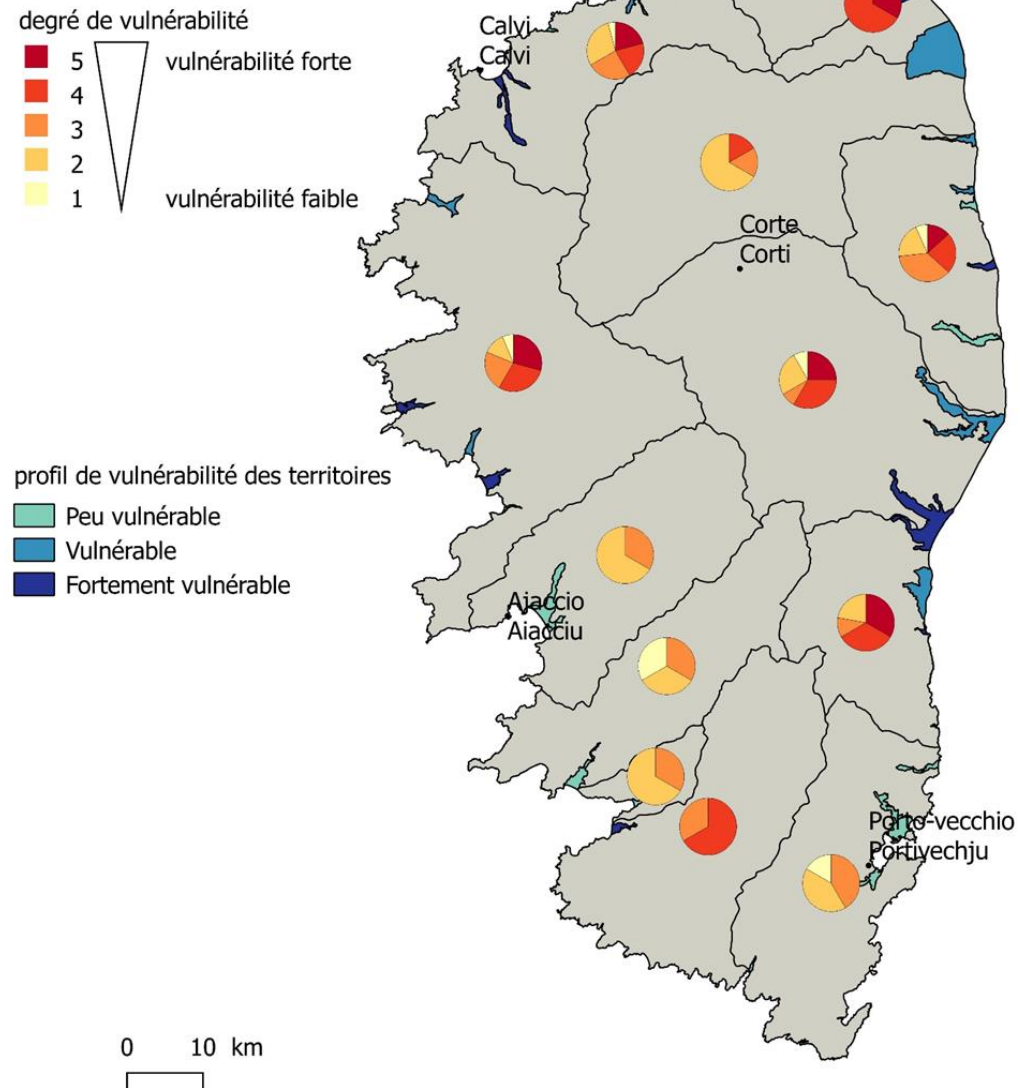 degré de vulnérabilité
5 vulnérabilité forte
4
3
2
1 vulnérabilité faible
Calvi
Calvi
Corte
Corti
profil de vulnérabilité des territoires
Peu vulnérable
Vulnérable
Fortement vulnérable
Ajaccio
Aiacciu
Porto-vecchio
Portivechju
0 10 km